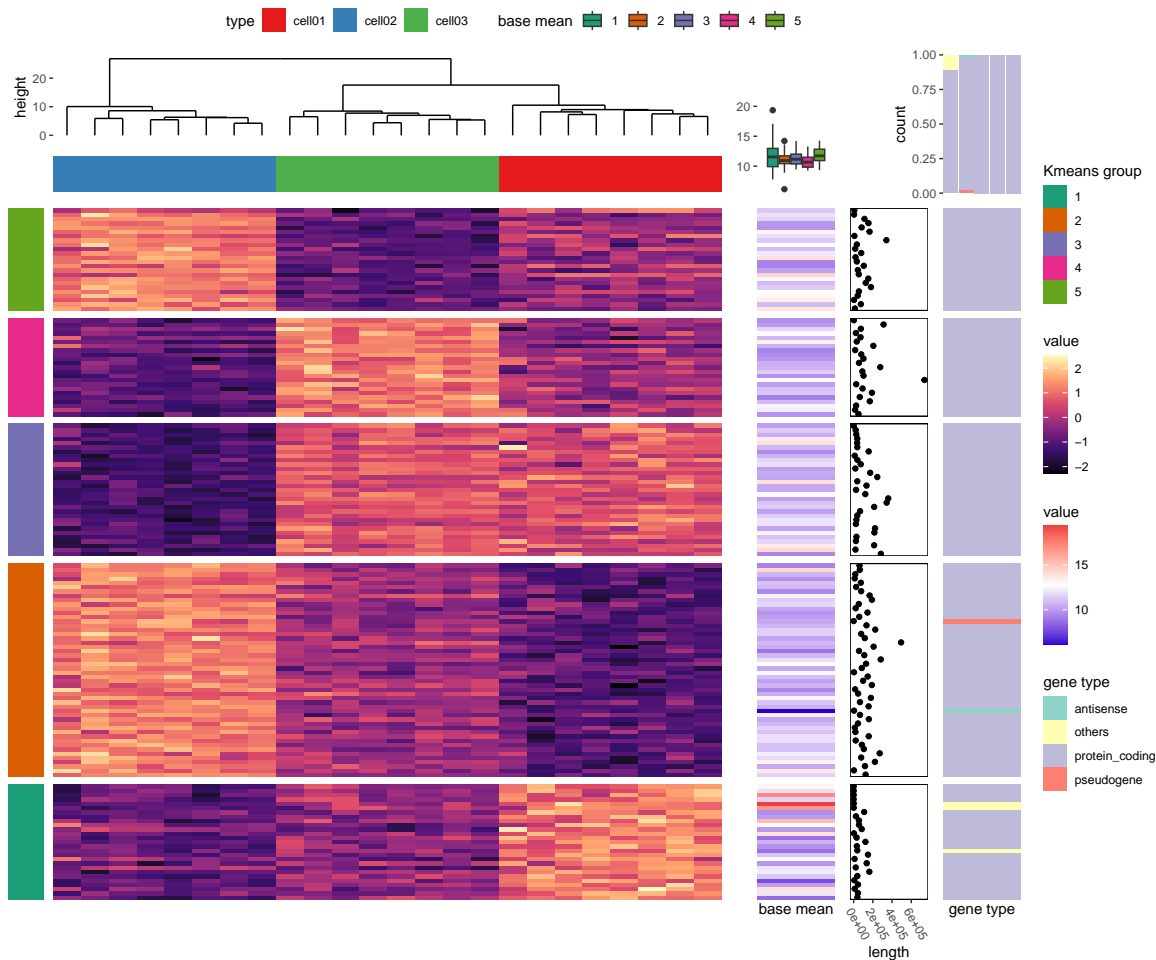 type cell01 cell02 cell03 base mean 1 2 3 4 5
height
20
10
0
20
15
10
count
1.00
0.75
0.50
0.25
0.00
Kmeans group
1
2
3
4
5
value
2
1
0
−1
−2
value
15
10
gene type
antisense
others
protein_coding
pseudogene
base mean
0e+00
2e+05
4e+05
6e+05
length
gene type